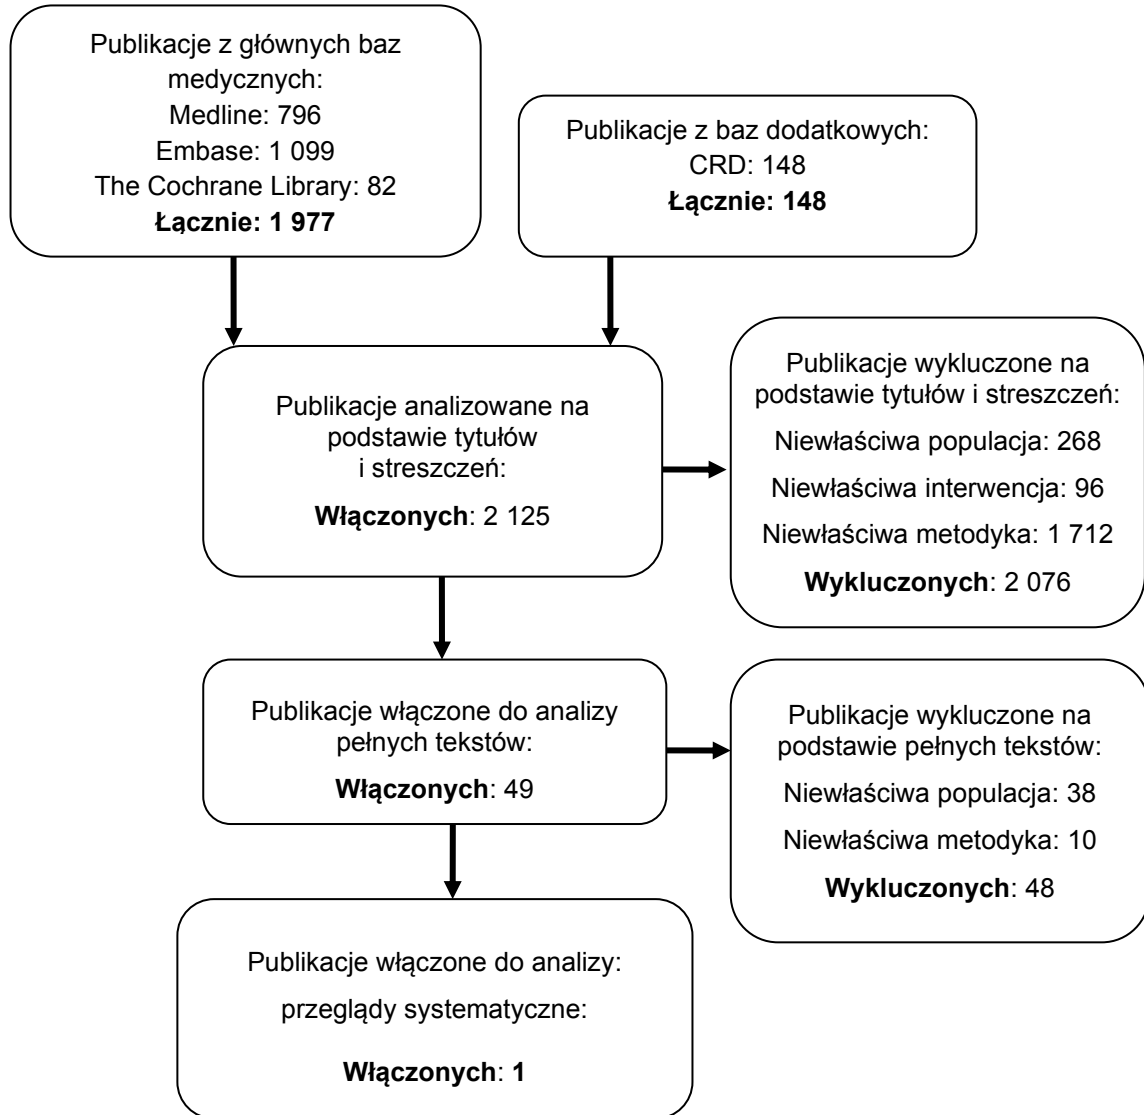 Publikacje z głównych baz
medycznych:
Medline: 796
Embase: 1 099
The Cochrane Library: 82
Łącznie: 1 977
Publikacje z baz dodatkowych:
CRD: 148
Łącznie: 148
Publikacje analizowane na
podstawie tytułów
i streszczeń:
Włączonych: 2 125
Publikacje wykluczone na
podstawie tytułów i streszczeń:
Niewłaściwa populacja: 268
Niewłaściwa interwencja: 96
Niewłaściwa metodyka: 1 712
Wykluczonych: 2 076
Publikacje włączone do analizy
pełnych tekstów:
Włączonych: 49
Publikacje wykluczone na
podstawie pełnych tekstów:
Niewłaściwa populacja: 38
Niewłaściwa metodyka: 10
Wykluczonych: 48
Publikacje włączone do analizy:
przeglądy systematyczne:
Włączonych: 1